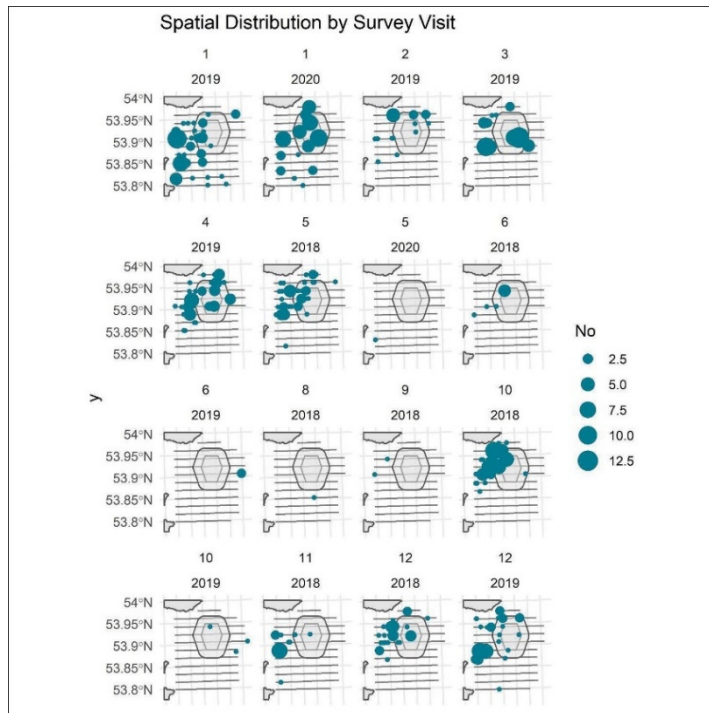 Spatial Distribution by Survey Visit
1 1 2 3
2019 2020 2019 2019
54°N
53.95°N
53.9°N
53.85°N
53.8°N
4 5 5 6
2019 2018 2020 2018
54°N
53.95°N
53.9°N
53.85°N
53.8°N
y
6 8 9 10
2019 2018 2018 2018
54°N
53.95°N
53.9°N
53.85°N
53.8°N
10 11 12 12
2019 2018 2018 2019
54°N
53.95°N
53.9°N
53.85°N
53.8°N
No
2.5
5.0
7.5
10.0
12.5